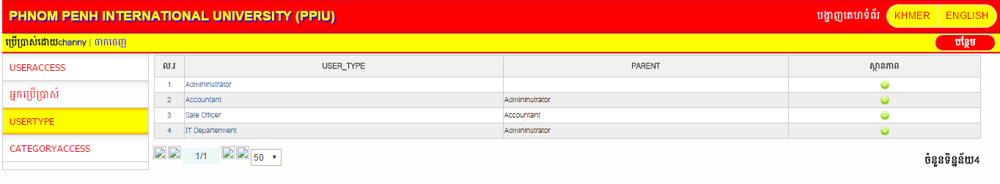 PHNOM PENH INTERNATIONAL UNIVERSITY (PPIU) បង្ហាញគេហទំព័រ KHMER ENGLISH
ប្រើប្រាស់ដោយchanny | ចាកចេញ បន្ថែម
USERACCESS
អ្នកប្រើប្រាស់
USERTYPE
CATEGORYACCESS
ល.រ USER_TYPE PARENT ស្ថានភាព
1 Admininstrator
2 Accountant Admininstrator
3 Sale Officer Accountant
4 IT Departerment Admininstrator
1/1 50
ចំនួនទិន្នន័យ4